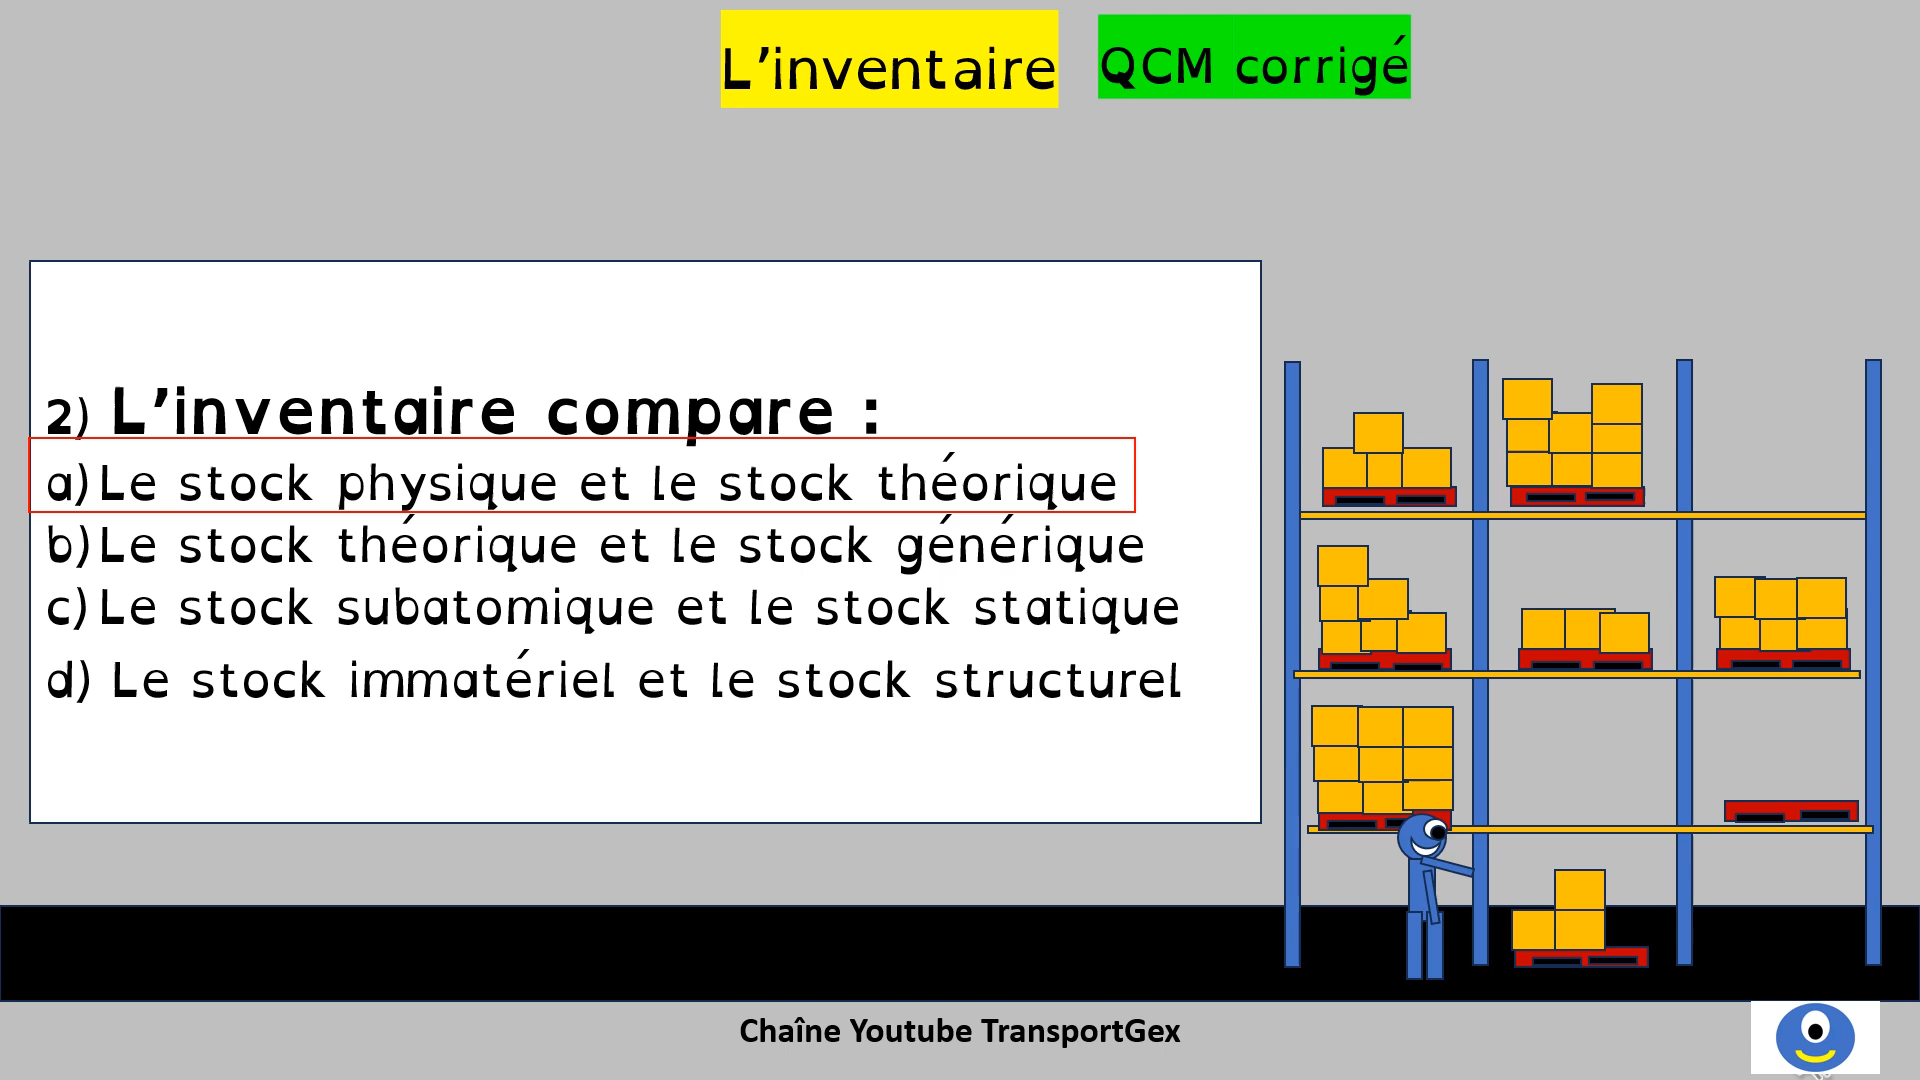 L’inventaire QCM corrigé
2) L’inventaire compare :
a) Le stock physique et le stock théorique
b) Le stock théorique et le stock générique
c) Le stock subatomique et le stock statique
d) Le stock immatériel et le stock structurel
Chaîne Youtube TransportGex